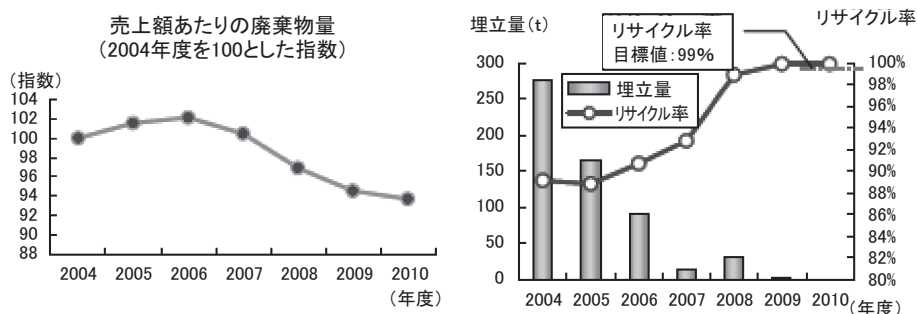 売上額あたりの廃棄物量
(2004年度を100とした指数)
(指数)
104
102
100
98
96
94
92
90
88
2004 2005 2006 2007 2008 2009 2010
(年度)
埋立量(t)
リサイクル率
リサイクル率
目標値:99%
埋立量
リサイクル率
300
250
200
150
100
50
0
100%
98%
96%
94%
92%
90%
88%
86%
84%
82%
80%
2004 2005 2006 2007 2008 2009 2010
(年度)